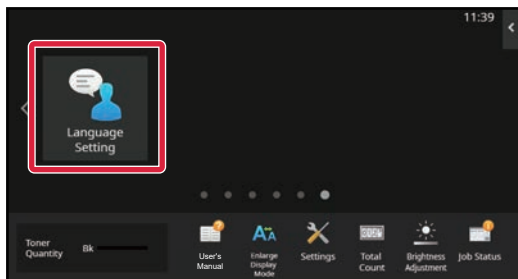 11:39
Language
Setting
Toner
Quantity
Bk
User's
Manual
Enlarge
Display
Mode
Settings
Total
Count
Brightness
Adjustment
Job Status